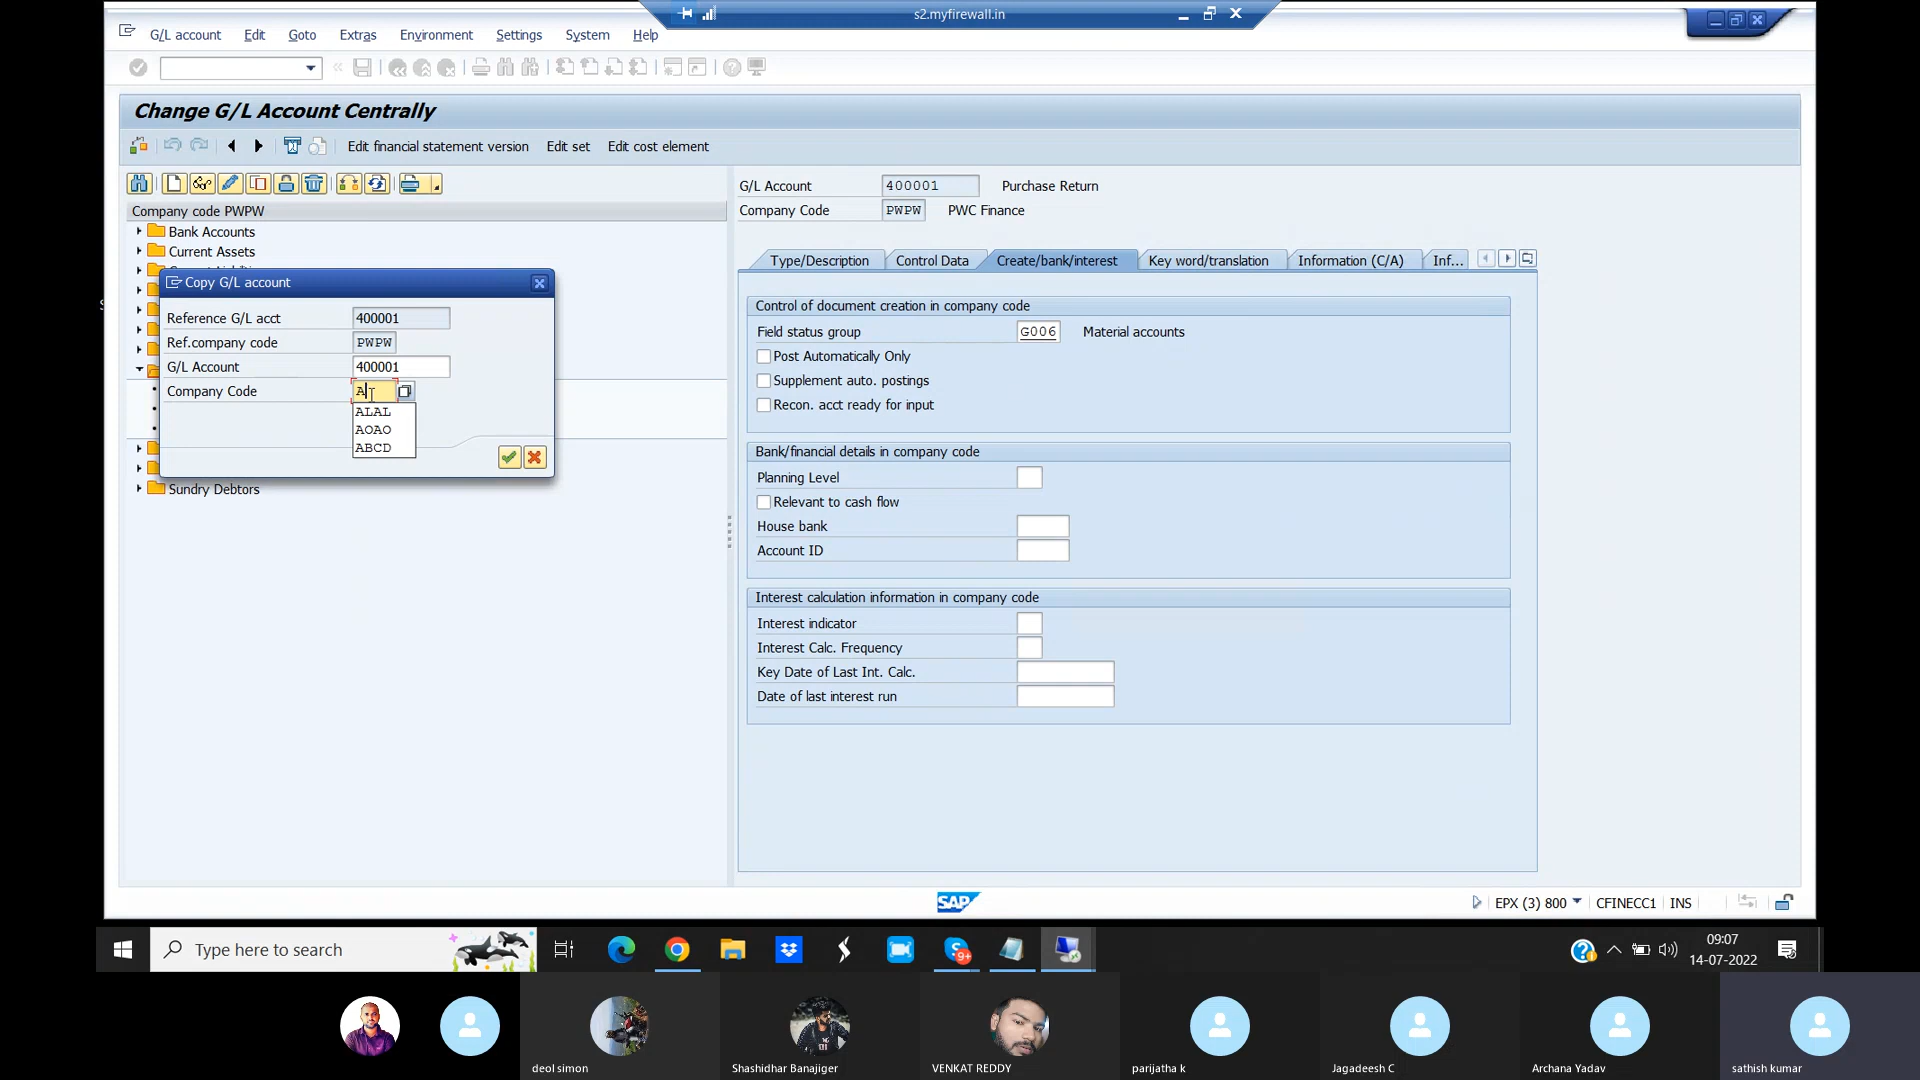 s2.myfirewall.in
G/L account Edit Goto Extras Environment Settings System Help
Change G/L Account Centrally
Edit financial statement version Edit set Edit cost element
G/L Account 400001 Purchase Return
Company Code PWPW PWC Finance
Company code PWPW
Bank Accounts
Current Assets
Copy G/L account
Reference G/L acct 400001
Ref.company code PWPW
G/L Account 400001
Company Code A
ALAL
AOAO
ABCD
Sundry Debtors
Type/Description Control Data Create/bank/interest Key word/translation Information (C/A) Inf...
Control of document creation in company code
Field status group G006 Material accounts
Post Automatically Only
Supplement auto. postings
Recon. acct ready for input
Bank/financial details in company code
Planning Level
Relevant to cash flow
House bank
Account ID
Interest calculation information in company code
Interest indicator
Interest Calc. Frequency
Key Date of Last Int. Calc.
Date of last interest run
SAP
EPX (3) 800 CFINECC1 INS
Type here to search
9+
09:07
14-07-2022
deol simon
Shashidhar Banajiger
VENKAT REDDY
parijatha k
Jagadeesh C
Archana Yadav
sathish kumar